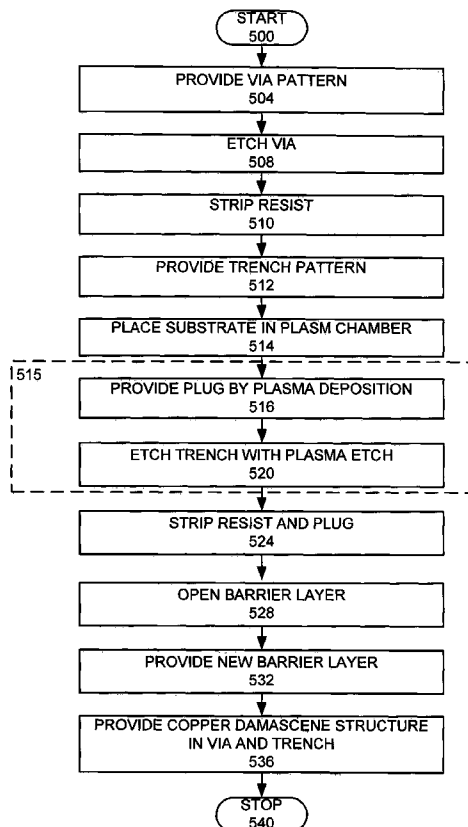 START
500
PROVIDE VIA PATTERN
504
ETCH VIA
508
STRIP RESIST
510
PROVIDE TRENCH PATTERN
512
PLACE SUBSTRATE IN PLASM CHAMBER
514
515
PROVIDE PLUG BY PLASMA DEPOSITION
516
ETCH TRENCH WITH PLASMA ETCH
520
STRIP RESIST AND PLUG
524
OPEN BARRIER LAYER
528
PROVIDE NEW BARRIER LAYER
532
PROVIDE COPPER DAMASCENE STRUCTURE
IN VIA AND TRENCH
536
STOP
540